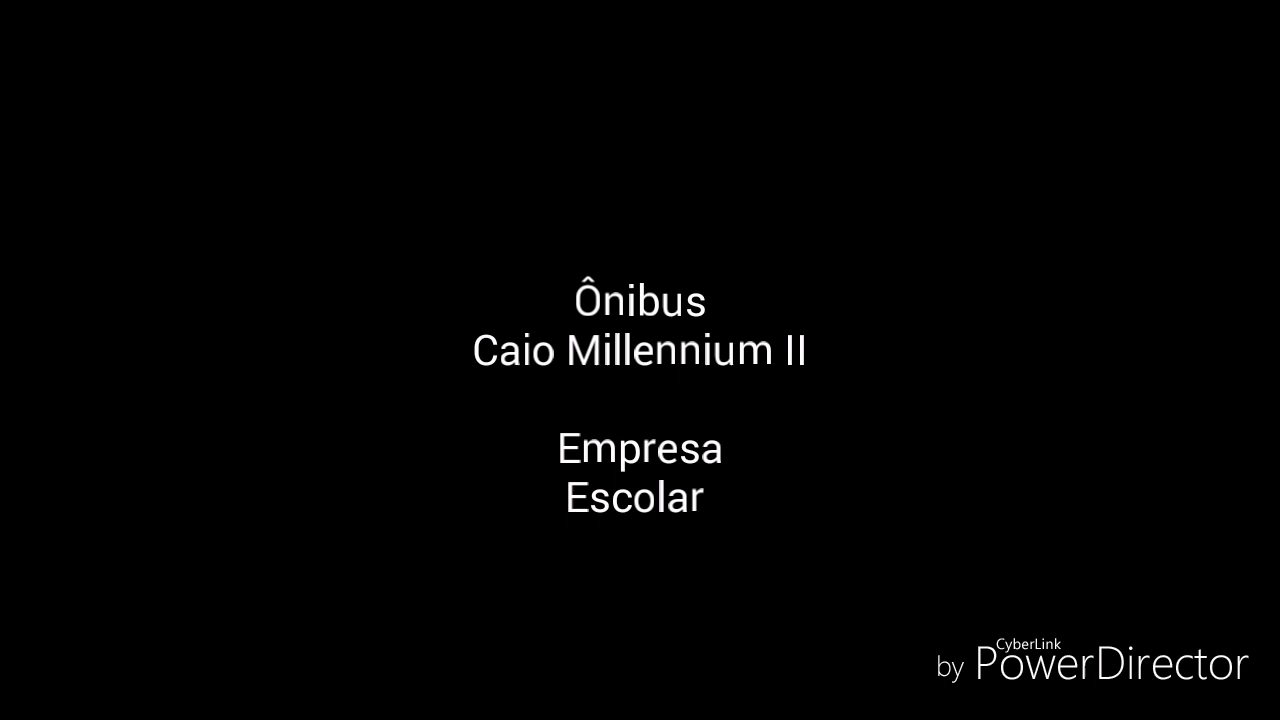 Ônibus
Caio Millennium II
Empresa
Escolar
CyberLink
by PowerDirector